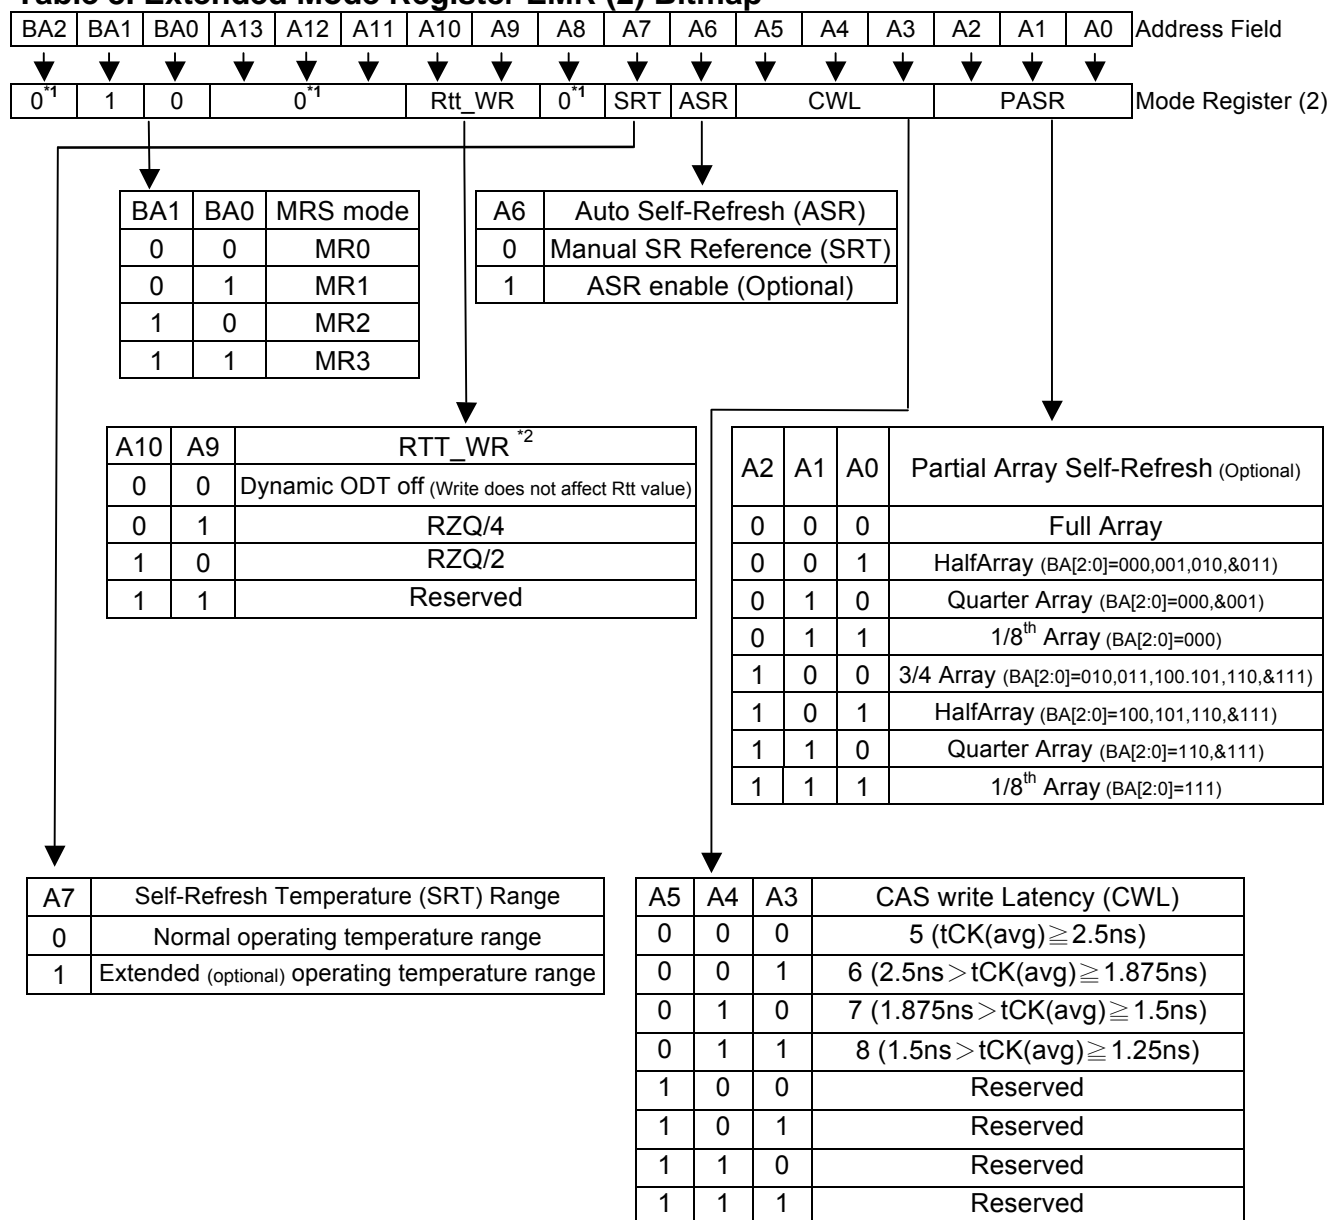 Table 8. Extended Mode Register EMR (2) Bitmap
BA2 BA1 BA0 A13 A12 A11 A10 A9 A8 A7 A6 A5 A4 A3 A2 A1 A0 Address Field
0*1 1 0 0*1 Rtt_WR 0*1 SRT ASR CWL PASR Mode Register (2)
BA1 BA0 MRS mode
0 0 MR0
0 1 MR1
1 0 MR2
1 1 MR3
A6 Auto Self-Refresh (ASR)
0 Manual SR Reference (SRT)
1 ASR enable (Optional)
A10 A9 RTT_WR *2
0 0 Dynamic ODT off (Write does not affect Rtt value)
0 1 RZQ/4
1 0 RZQ/2
1 1 Reserved
A2 A1 A0 Partial Array Self-Refresh (Optional)
0 0 0 Full Array
0 0 1 HalfArray (BA[2:0]=000,001,010,&011)
0 1 0 Quarter Array (BA[2:0]=000,&001)
0 1 1 1/8th Array (BA[2:0]=000)
1 0 0 3/4 Array (BA[2:0]=010,011,100.101,110,&111)
1 0 1 HalfArray (BA[2:0]=100,101,110,&111)
1 1 0 Quarter Array (BA[2:0]=110,&111)
1 1 1 1/8th Array (BA[2:0]=111)
A7 Self-Refresh Temperature (SRT) Range
0 Normal operating temperature range
1 Extended (optional) operating temperature range
A5 A4 A3 CAS write Latency (CWL)
0 0 0 5 (tCK(avg)≧2.5ns)
0 0 1 6 (2.5ns>tCK(avg)≧1.875ns)
0 1 0 7 (1.875ns>tCK(avg)≧1.5ns)
0 1 1 8 (1.5ns>tCK(avg)≧1.25ns)
1 0 0 Reserved
1 0 1 Reserved
1 1 0 Reserved
1 1 1 Reserved